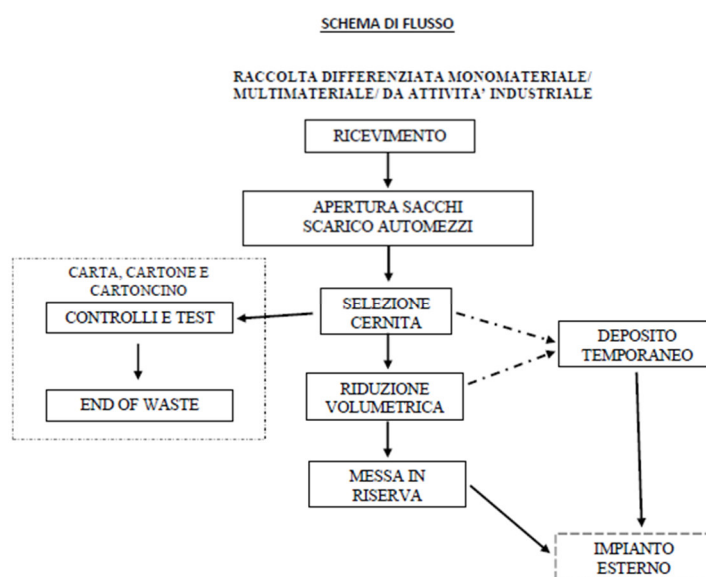 SCHEMA DI FLUSSO
RACCOLTA DIFFERENZIATA MONOMATERIALE/
MULTIMATERIALE/ DA ATTIVITA’ INDUSTRIALE
RICEVIMENTO
APERTURA SACCHI
SCARICO AUTOMEZZI
CARTA, CARTONE E
CARTONCINO
CONTROLLI E TEST
SELEZIONE
CERNITA
DEPOSITO
TEMPORANEO
END OF WASTE
RIDUZIONE
VOLUMETRICA
MESSA IN
RISERVA
IMPIANTO
ESTERNO